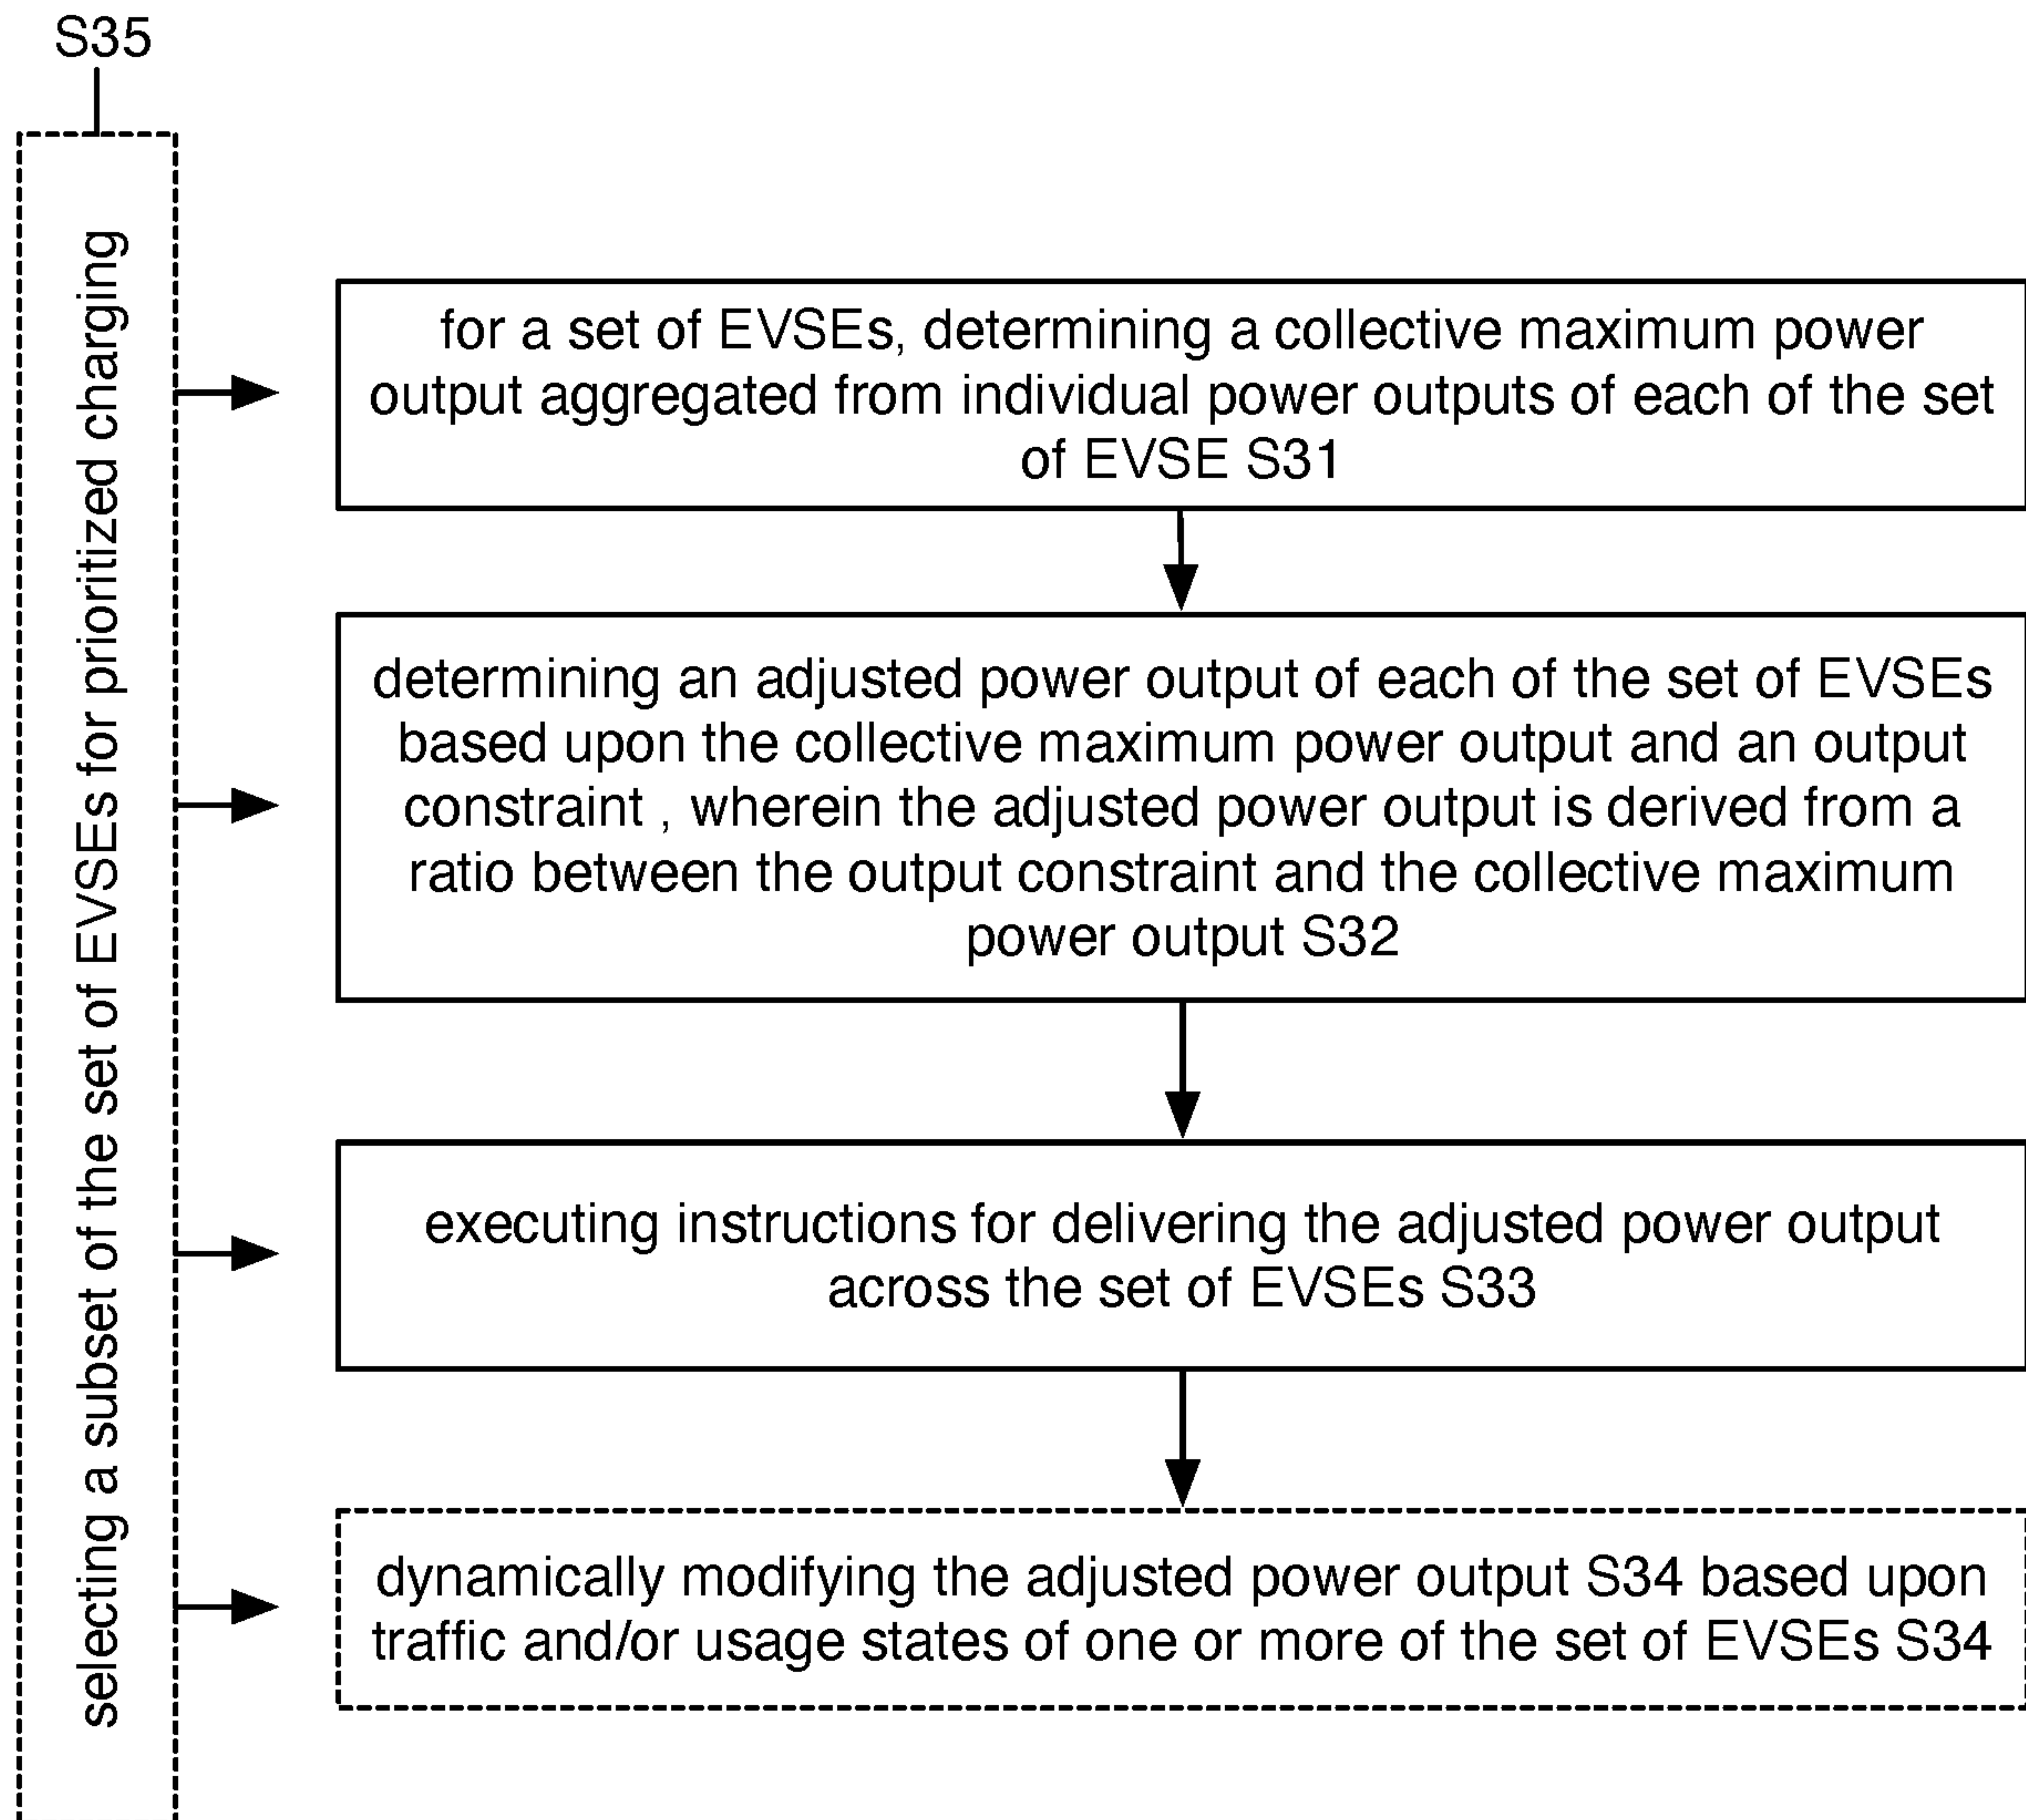 S35
selecting a subset of the set of EVSEs for prioritized charging
for a set of EVSEs, determining a collective maximum power
output aggregated from individual power outputs of each of the set
of EVSE S31
determining an adjusted power output of each of the set of EVSEs
based upon the collective maximum power output and an output
constraint , wherein the adjusted power output is derived from a
ratio between the output constraint and the collective maximum
power output S32
executing instructions for delivering the adjusted power output
across the set of EVSEs S33
dynamically modifying the adjusted power output S34 based upon
traffic and/or usage states of one or more of the set of EVSEs S34